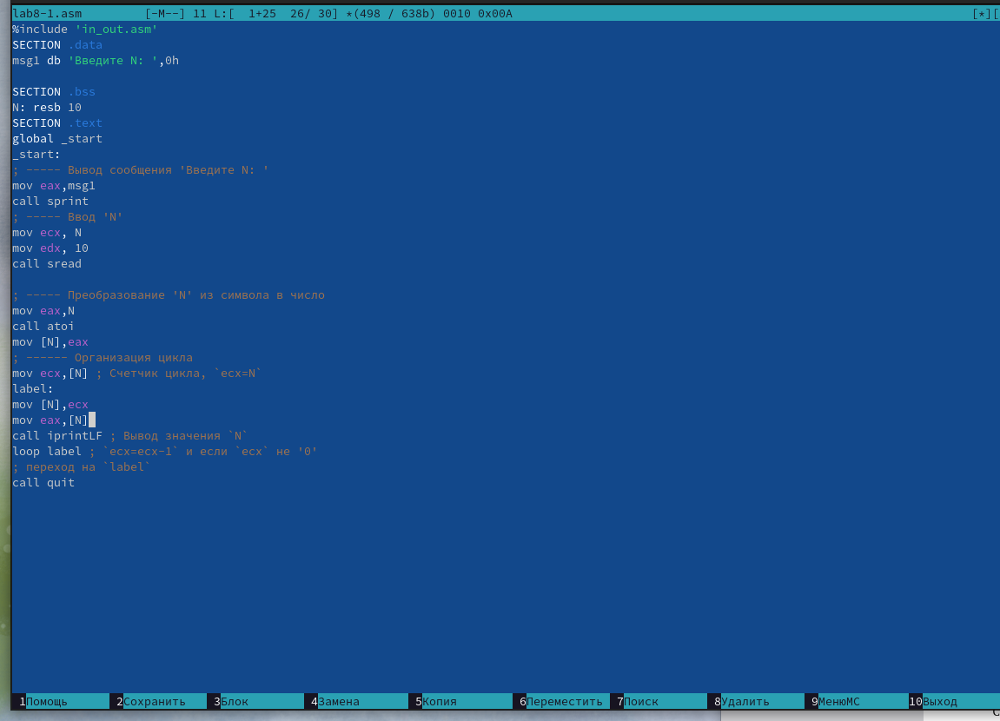 lab8-1.asm [-M--] 11 L:[ 1+25 26/ 30] *(498 / 638b) 0010 0x00A [*][
%include 'in_out.asm'
SECTION .data
msg1 db 'Введите N: ',0h
SECTION .bss
N: resb 10
SECTION .text
global _start
_start:
; ----- Вывод сообщения 'Введите N: '
mov eax,msg1
call sprint
; ----- Ввод 'N'
mov ecx, N
mov edx, 10
call sread
; ----- Преобразование 'N' из символа в число
mov eax,N
call atoi
mov [N],eax
; ------ Организация цикла
mov ecx,[N] ; Счетчик цикла, `ecx=N`
label:
mov [N],ecx
mov eax,[N]
call iprintLF ; Вывод значения `N`
loop label ; `ecx=ecx-1` и если `ecx` не '0'
; переход на `label`
call quit
1Помощь 2Сохранить 3Блок 4Замена 5Копия 6Переместить 7Поиск 8Удалить 9МенюMC 10Выход